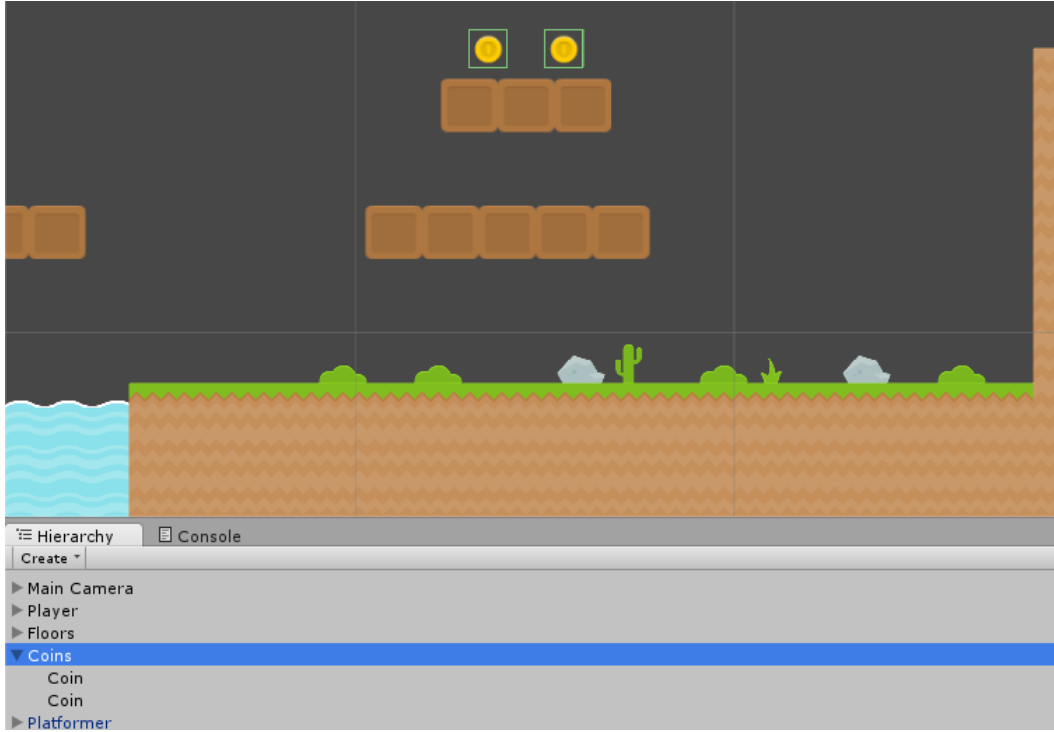 Hierarchy
Console
Create
Main Camera
Player
Floors
Coins
Coin
Coin
Platformer